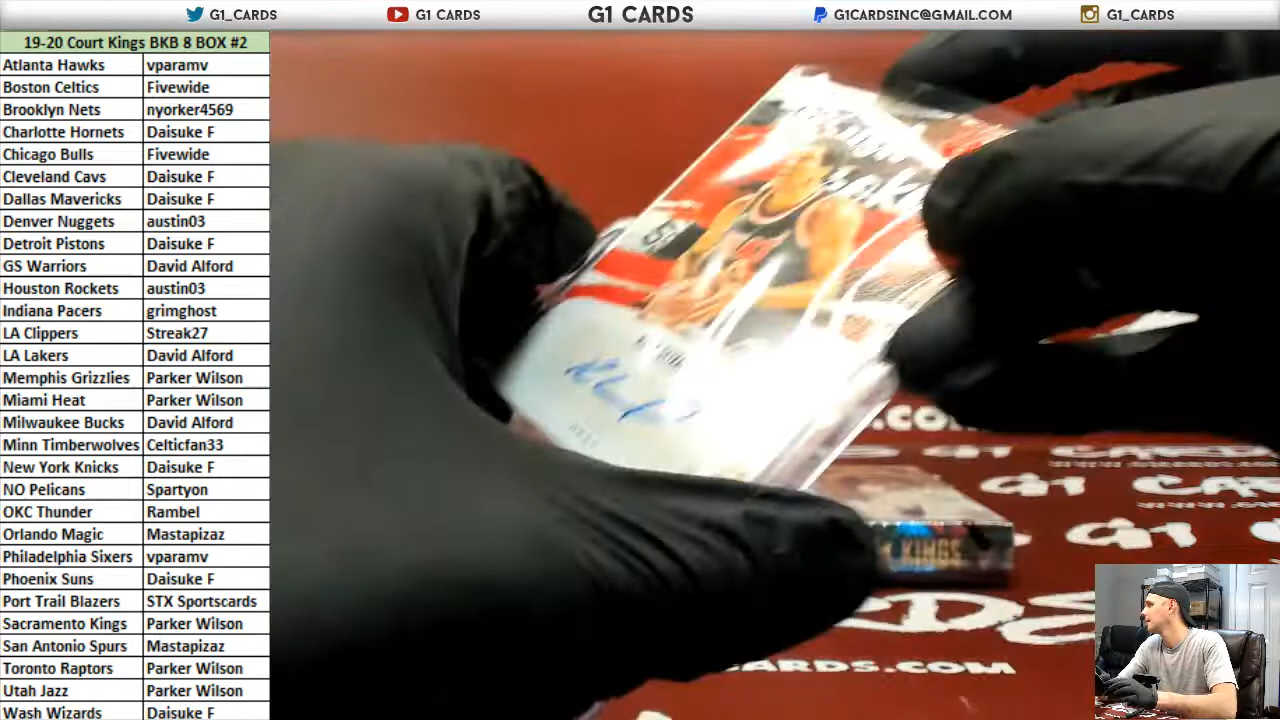 G1_CARDS
G1 CARDS
G1 CARDS
G1CARDSINC@GMAIL.COM
G1_CARDS
19-20 Court Kings BKB 8 BOX #2
Atlanta Hawks vparamv
Boston Celtics Fivewide
Brooklyn Nets nyorker4569
Charlotte Hornets Daisuke F
Chicago Bulls Fivewide
Cleveland Cavs Daisuke F
Dallas Mavericks Daisuke F
Denver Nuggets austin03
Detroit Pistons Daisuke F
GS Warriors David Alford
Houston Rockets austin03
Indiana Pacers grimghost
LA Clippers Streak27
LA Lakers David Alford
Memphis Grizzlies Parker Wilson
Miami Heat Parker Wilson
Milwaukee Bucks David Alford
Minn Timberwolves Celticfan33
New York Knicks Daisuke F
NO Pelicans Spartyon
OKC Thunder Rambel
Orlando Magic Mastapizaz
Philadelphia Sixers vparamv
Phoenix Suns Daisuke F
Port Trail Blazers STX Sportscards
Sacramento Kings Parker Wilson
San Antonio Spurs Mastapizaz
Toronto Raptors Parker Wilson
Utah Jazz Parker Wilson
Wash Wizards Daisuke F
KINGS
G1 CARDS
G1